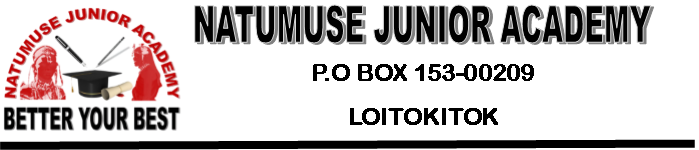 NATUMUSE JUNIOR ACADEMY
BETTER YOUR BEST
NATUMUSE JUNIOR ACADEMY
P.O BOX 153-00209
LOITOKITOK